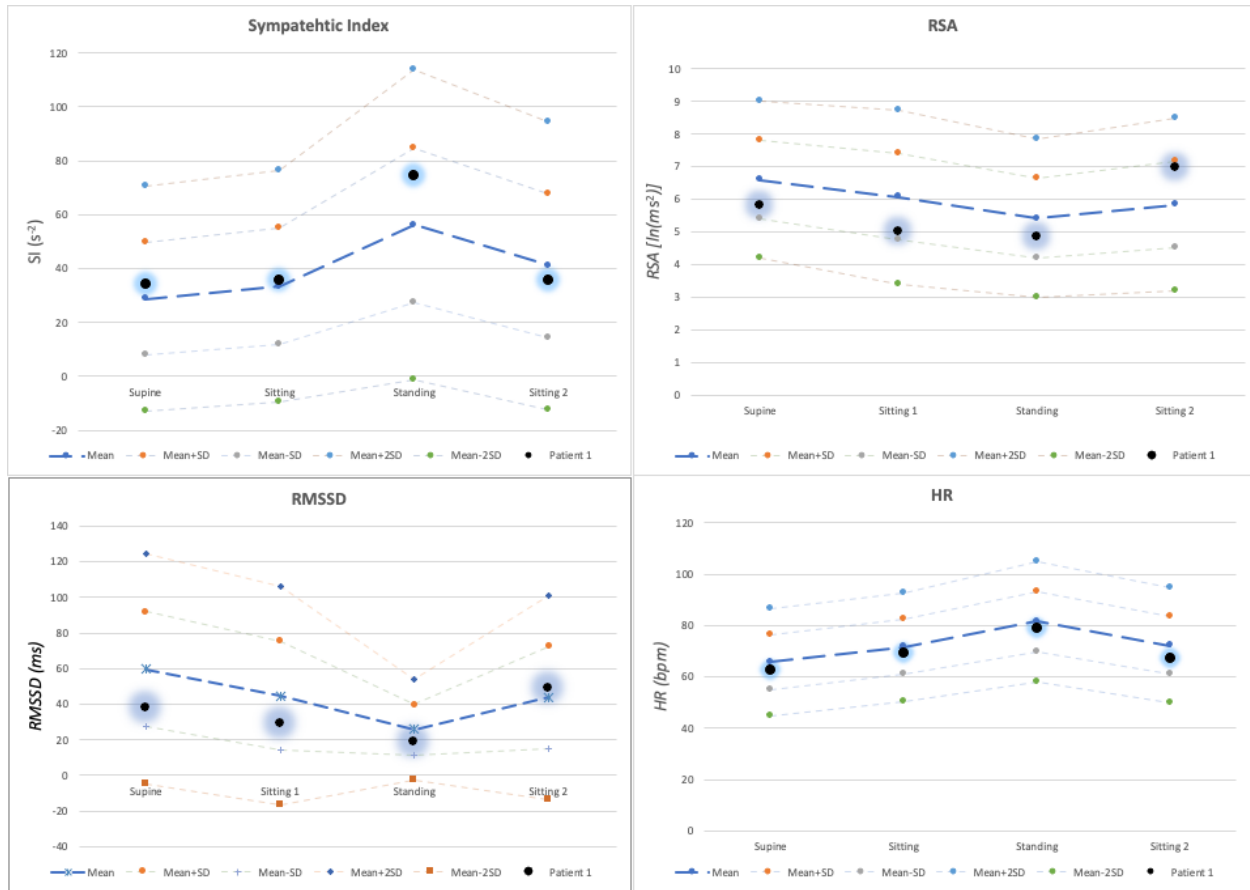 Sympatehtic Index
SI (s⁻²)
120
100
80
60
40
20
0
-20
Supine Sitting Standing Sitting 2
Mean Mean+SD Mean-SD Mean+2SD Mean-2SD Patient 1
RSA
RSA [ln(ms²)]
10
9
8
7
6
5
4
3
2
1
0
Supine Sitting 1 Standing Sitting 2
Mean Mean+SD Mean-SD Mean+2SD Mean-2SD Patient 1
RMSSD
RMSSD (ms)
140
120
100
80
60
40
20
0
-20
-40
Supine Sitting 1 Standing Sitting 2
Mean Mean+SD Mean-SD Mean+2SD Mean-2SD Patient 1
HR
HR (bpm)
120
100
80
60
40
20
0
Supine Sitting Standing Sitting 2
Mean Mean+SD Mean-SD Mean+2SD Mean-2SD Patient 1